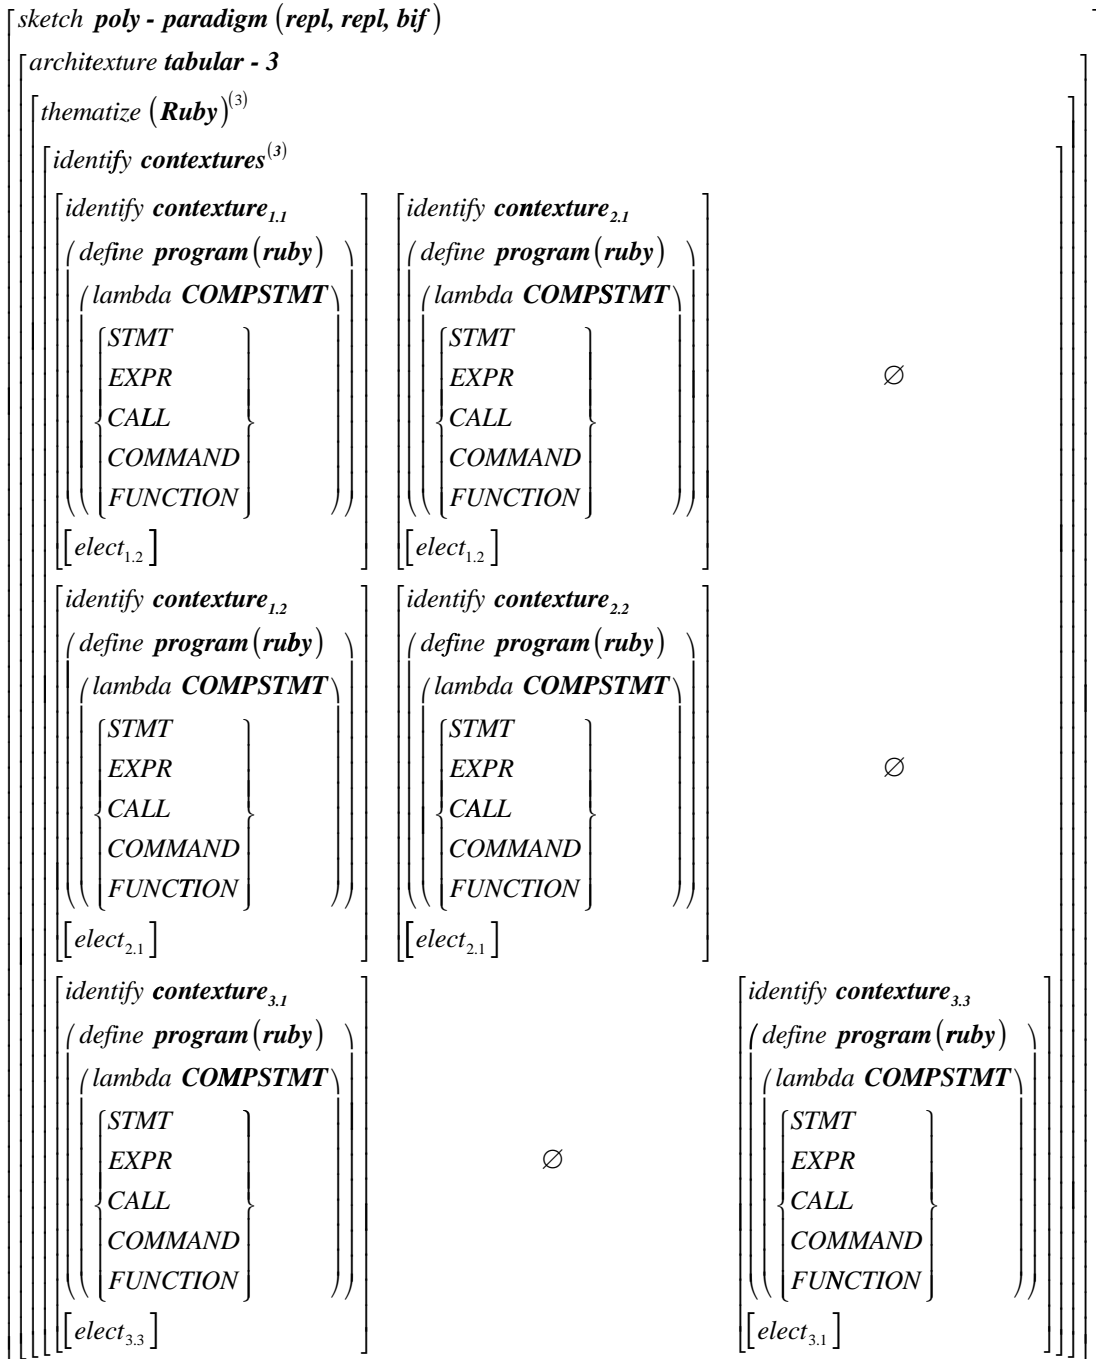 sketch poly - paradigm (repl, repl, bif)
architexture tabular - 3
thematize (Ruby)^(3)
identify contextures^(3)
identify contexture_1.1 identify contexture_2.1
define program (ruby) define program (ruby)
lambda COMPSTMT lambda COMPSTMT
STMT STMT
EXPR EXPR ∅
CALL CALL
COMMAND COMMAND
FUNCTION FUNCTION
[elect_1.2] [elect_1.2]
identify contexture_1.2 identify contexture_2.2
define program (ruby) define program (ruby)
lambda COMPSTMT lambda COMPSTMT
STMT STMT
EXPR EXPR ∅
CALL CALL
COMMAND COMMAND
FUNCTION FUNCTION
[elect_2.1] [elect_2.1]
identify contexture_3.1 identify contexture_3.3
define program (ruby) define program (ruby)
lambda COMPSTMT lambda COMPSTMT
STMT STMT
EXPR ∅ EXPR
CALL CALL
COMMAND COMMAND
FUNCTION FUNCTION
[elect_3.3] [elect_3.1]